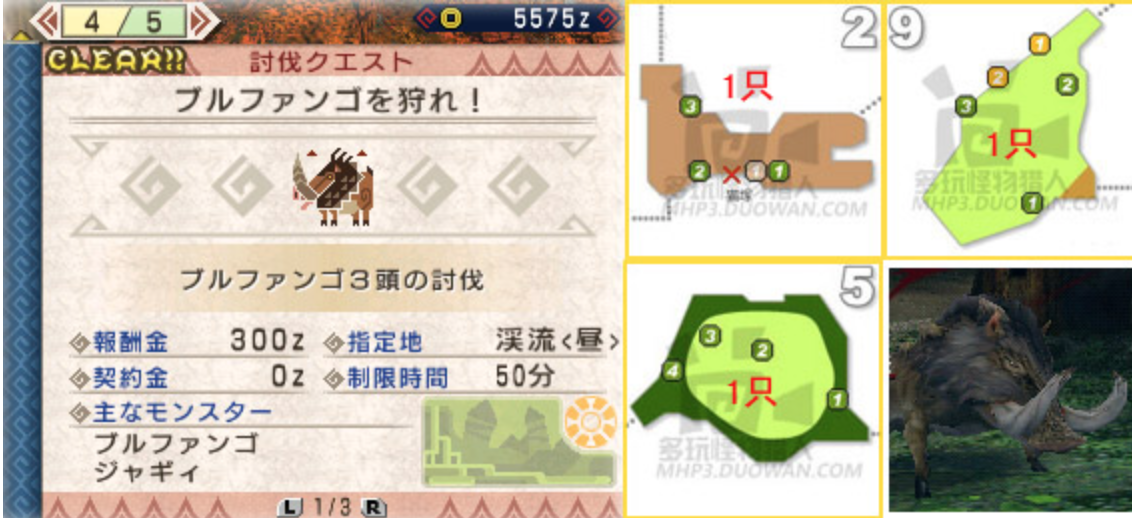 4 / 5
5575z
CLEAR!!
討伐クエスト
ブルファンゴを狩れ！
ブルファンゴ3頭の討伐
報酬金 300z
指定地 渓流<昼>
契約金 0z
制限時間 50分
主なモンスター
ブルファンゴ
ジャギィ
L 1/3 R
2
1只
3
2
1
1
猫塚
多玩怪物猎人
MHP3.DUOWAN.COM
9
1
2
2
3
1只
1
多玩怪物猎人
MHP3.DUOWAN.COM
5
3
2
4
1只
1
多玩怪物猎人
MHP3.DUOWAN.COM